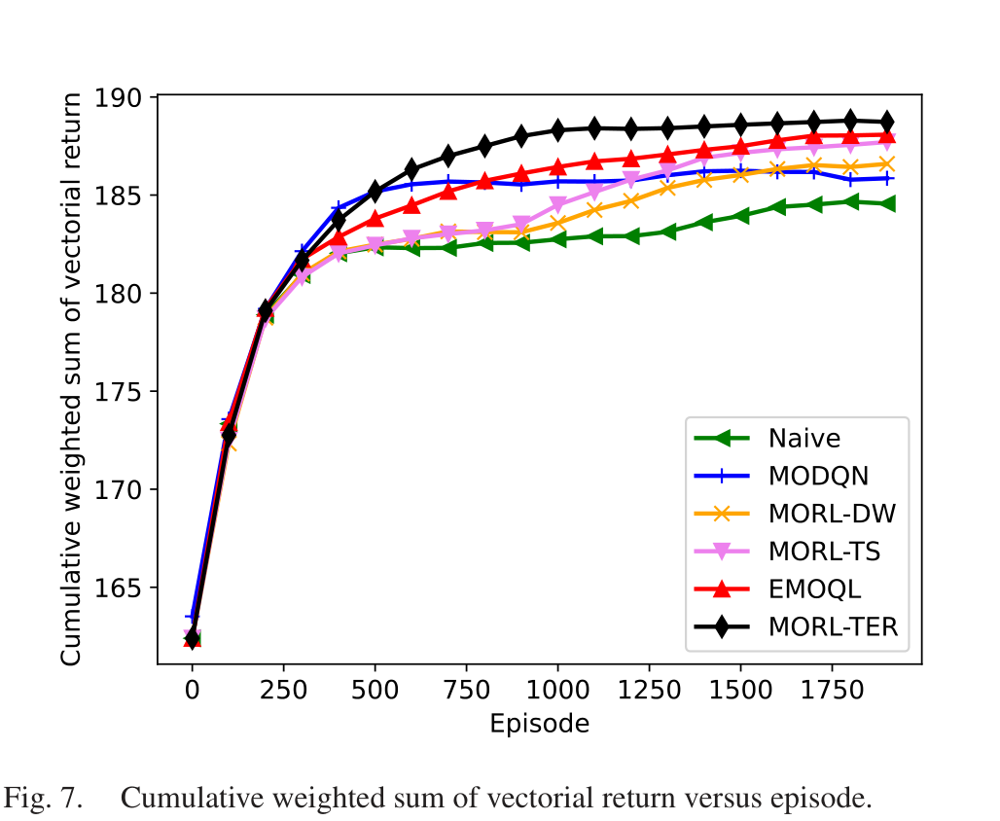 Cumulative weighted sum of vectorial return
190
185
180
175
170
165
0 250 500 750 1000 1250 1500 1750
Episode
Naive
MODQN
MORL-DW
MORL-TS
EMOQL
MORL-TER
Fig. 7. Cumulative weighted sum of vectorial return versus episode.